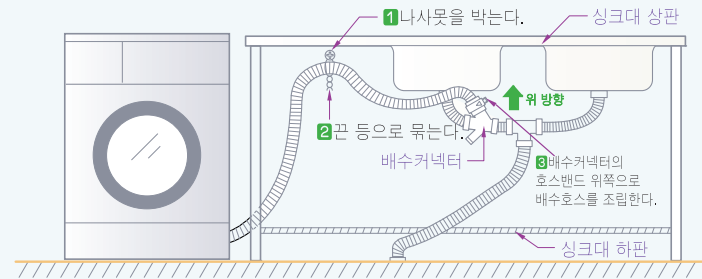 1 나사못을 박는다.
싱크대 상판
위 방향
2 끈 등으로 묶는다.
배수커넥터
3 배수커넥터의
호스밴드 위쪽으로
배수호스를 조립한다.
싱크대 하판